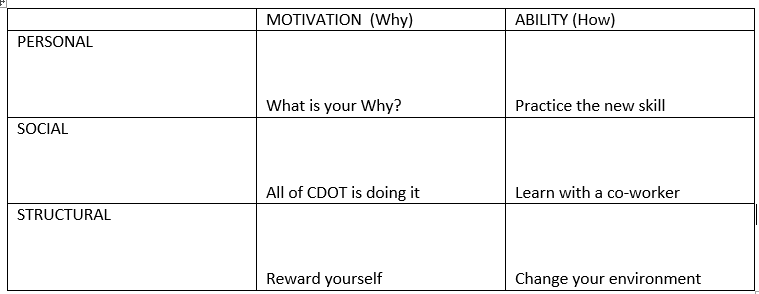 MOTIVATION  (Why)
ABILITY (How)
PERSONAL
What is your Why?
Practice the new skill
SOCIAL
All of CDOT is doing it
Learn with a co-worker
STRUCTURAL
Reward yourself
Change your environment